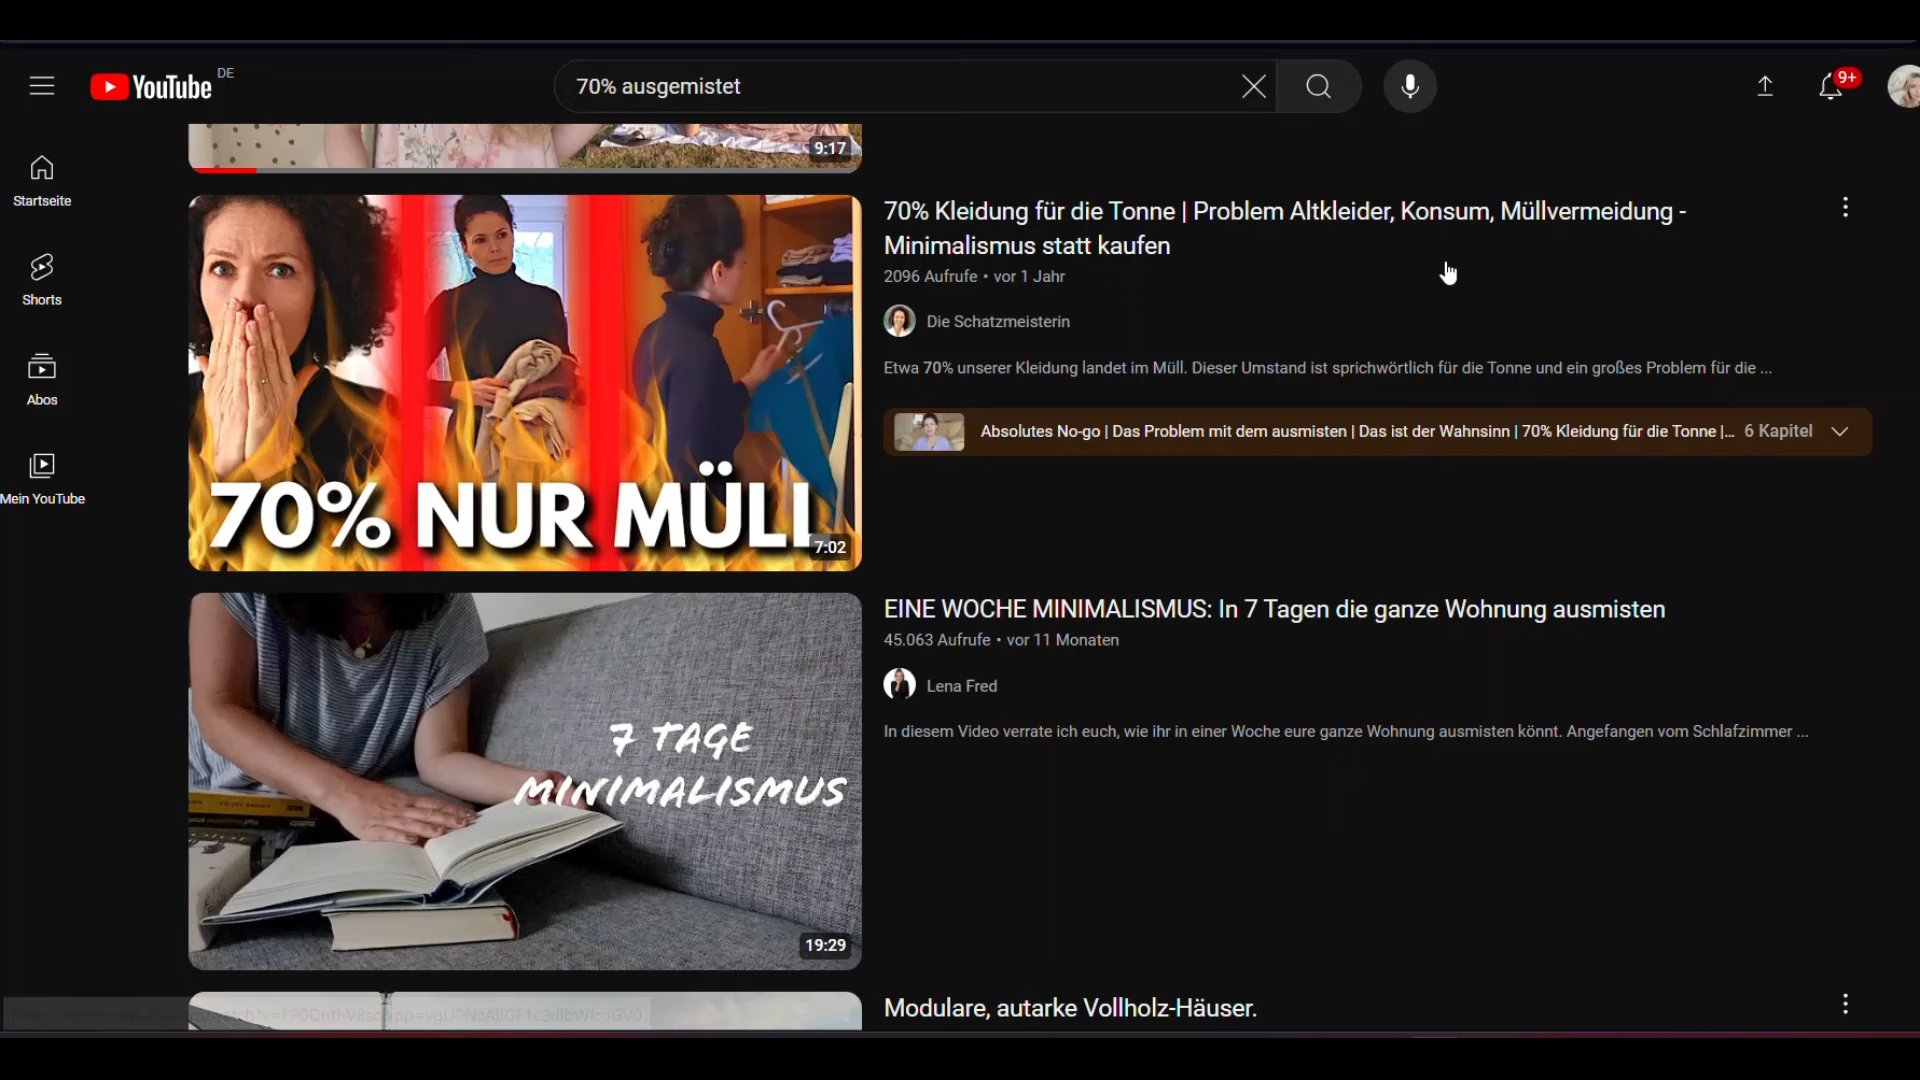 YouTube DE
70% ausgemistet
9+
Startseite
Shorts
Abos
Mein YouTube
9:17
70% NUR MÜLL
7:02
70% Kleidung für die Tonne | Problem Altkleider, Konsum, Müllvermeidung -
Minimalismus statt kaufen
2096 Aufrufe • vor 1 Jahr
Die Schatzmeisterin
Etwa 70% unserer Kleidung landet im Müll. Dieser Umstand ist sprichwörtlich für die Tonne und ein großes Problem für die ...
Absolutes No-go | Das Problem mit dem ausmisten | Das ist der Wahnsinn | 70% Kleidung für die Tonne |... 6 Kapitel
7 TAGE
MINIMALISMUS
19:29
EINE WOCHE MINIMALISMUS: In 7 Tagen die ganze Wohnung ausmisten
45.063 Aufrufe • vor 11 Monaten
Lena Fred
In diesem Video verrate ich euch, wie ihr in einer Woche eure ganze Wohnung ausmisten könnt. Angefangen vom Schlafzimmer ...
Modulare, autarke Vollholz-Häuser.